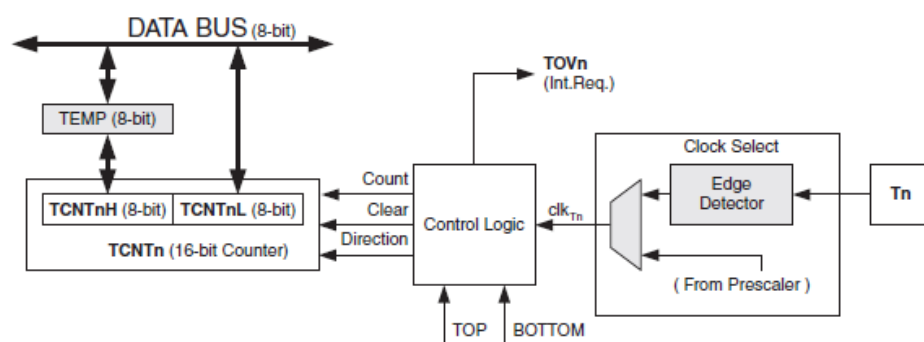 DATA BUS (8-bit)
TOVn
(Int.Req.)
TEMP (8-bit)
Clock Select
Count
Edge
Detector
Tn
TCNTnH (8-bit) TCNTnL (8-bit)
Clear
Control Logic
clkTn
Direction
TCNTn (16-bit Counter)
( From Prescaler )
TOP
BOTTOM